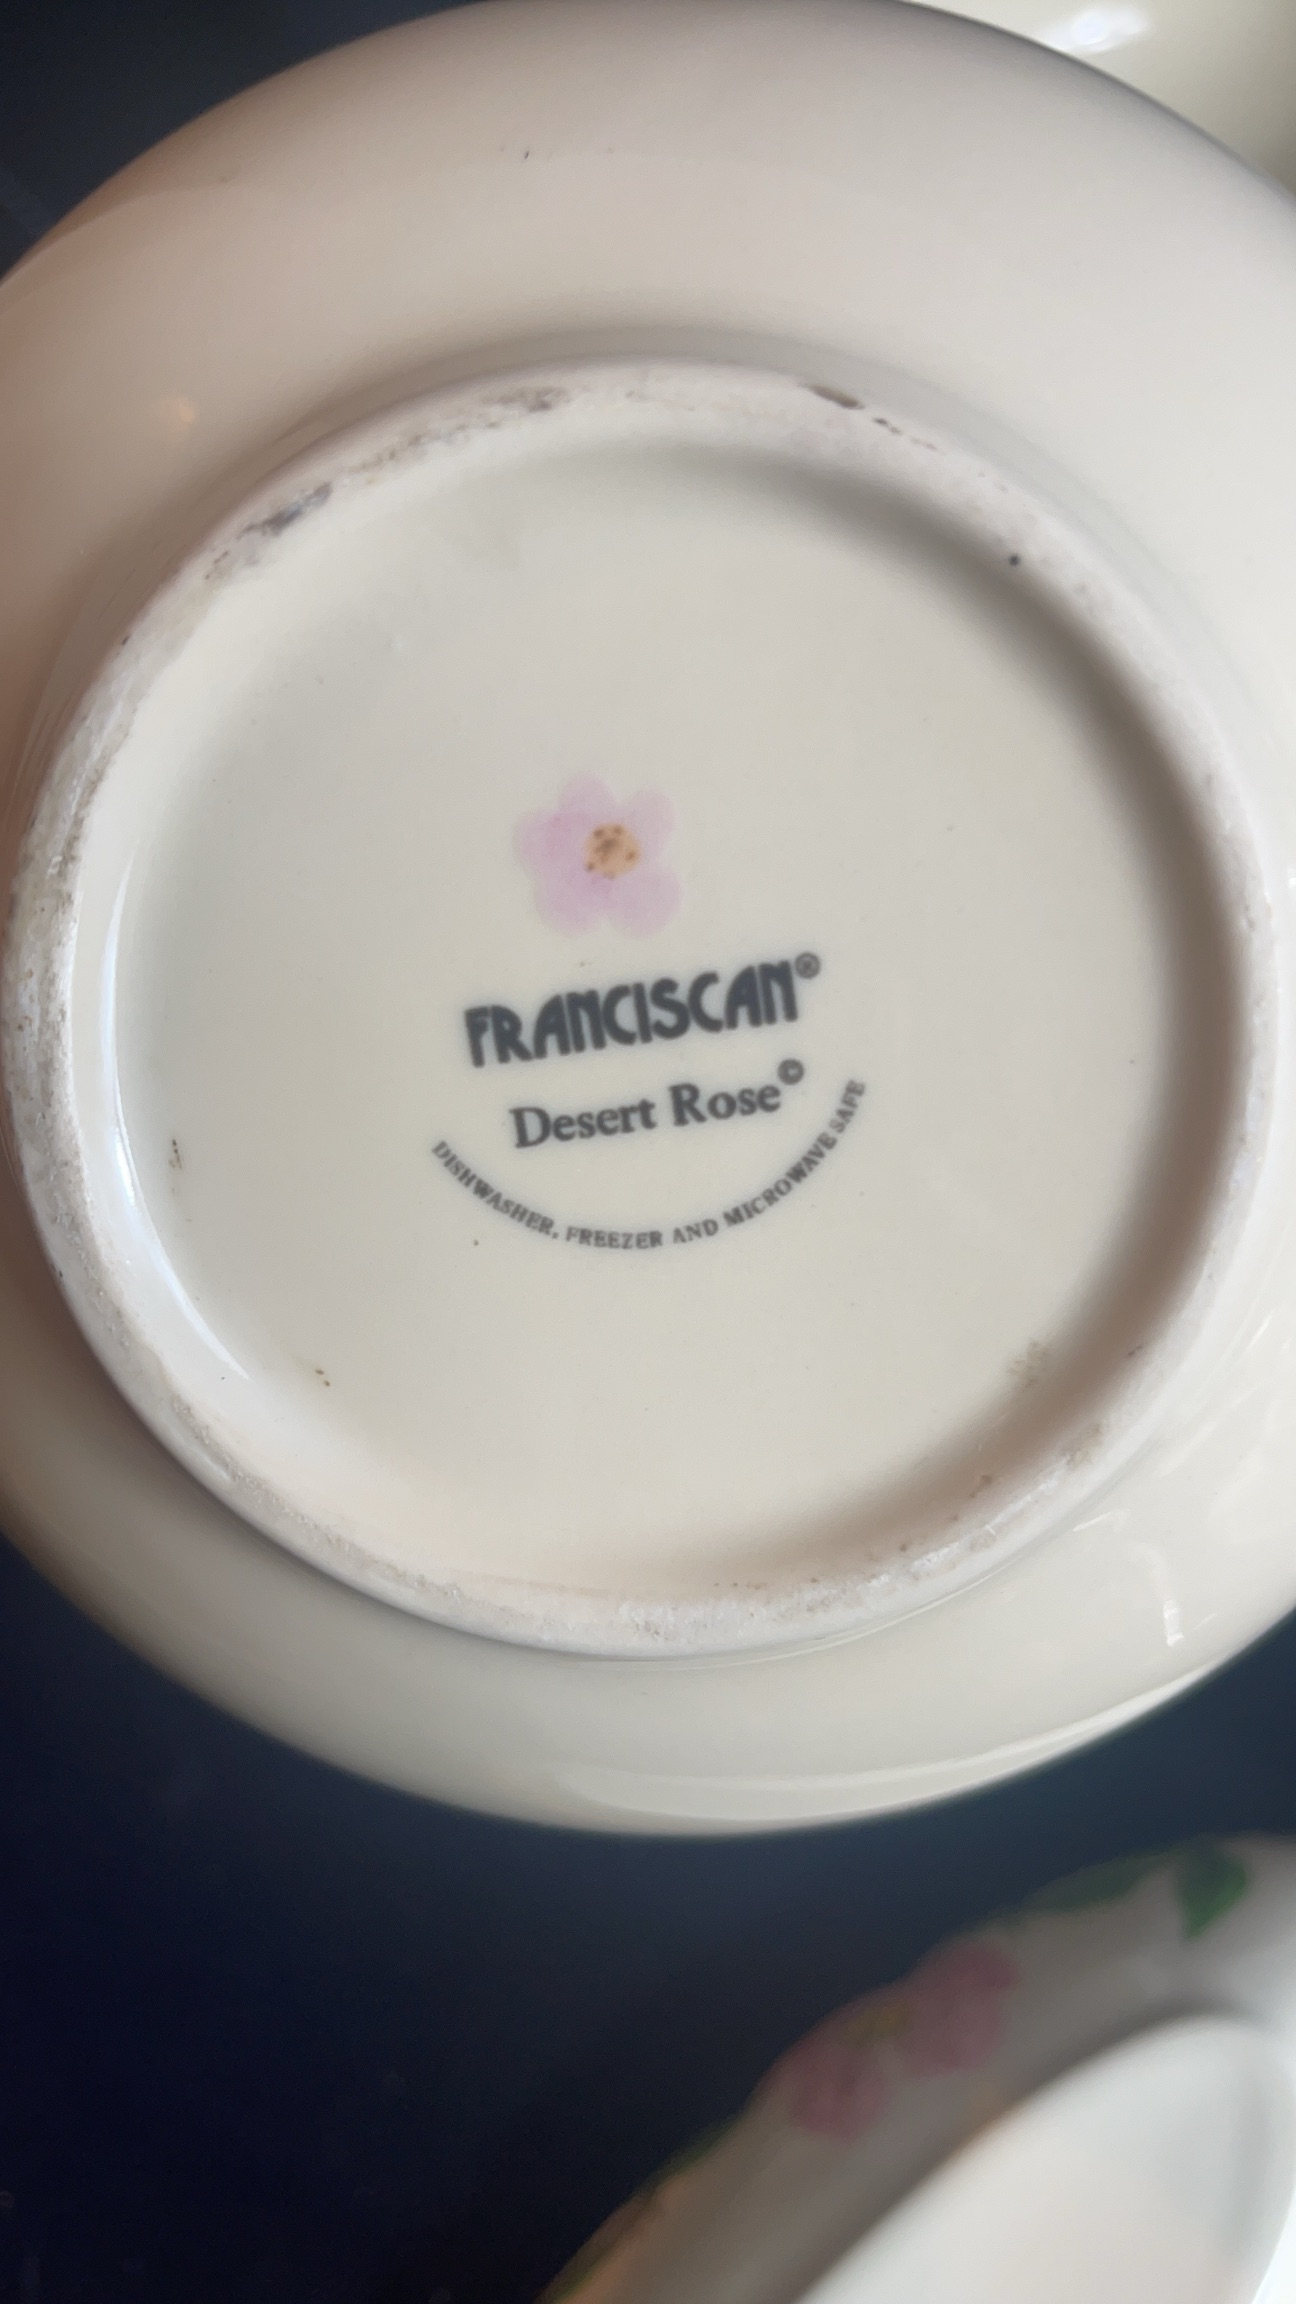 FRANCISCAN®
Desert Rose©
DISHWASHER, FREEZER AND MICROWAVE SAFE